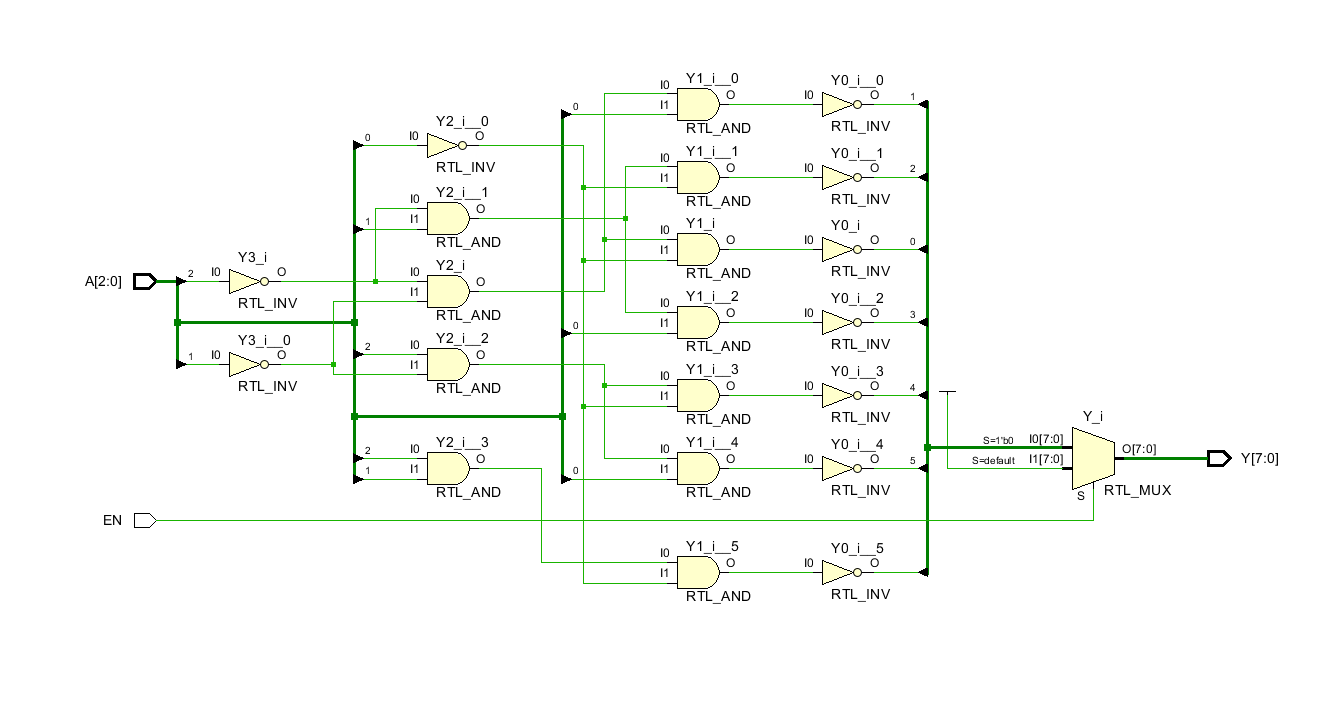 Y1_i__0
I0
I1
O
RTL_AND
Y0_i__0
I0
O
RTL_INV
1
0
Y2_i__0
I0
O
RTL_INV
0
Y1_i__1
I0
I1
O
RTL_AND
Y0_i__1
I0
O
RTL_INV
2
Y2_i__1
I0
I1
O
RTL_AND
1
Y1_i
I0
I1
O
RTL_AND
Y0_i
I0
O
RTL_INV
0
A[2:0]
2
Y3_i
I0
O
RTL_INV
Y2_i
I0
I1
O
RTL_AND
Y1_i__2
I0
I1
O
RTL_AND
0
Y0_i__2
I0
O
RTL_INV
3
1
Y3_i__0
I0
O
RTL_INV
Y2_i__2
I0
I1
O
RTL_AND
2
Y1_i__3
I0
I1
O
RTL_AND
Y0_i__3
I0
O
RTL_INV
4
Y2_i__3
I0
I1
O
RTL_AND
2
1
Y1_i__4
I0
I1
O
RTL_AND
0
Y0_i__4
I0
O
RTL_INV
5
Y_i
S=1'b0
I0[7:0]
S=default
I1[7:0]
O[7:0]
S
RTL_MUX
Y[7:0]
EN
Y1_i__5
I0
I1
O
RTL_AND
Y0_i__5
I0
O
RTL_INV